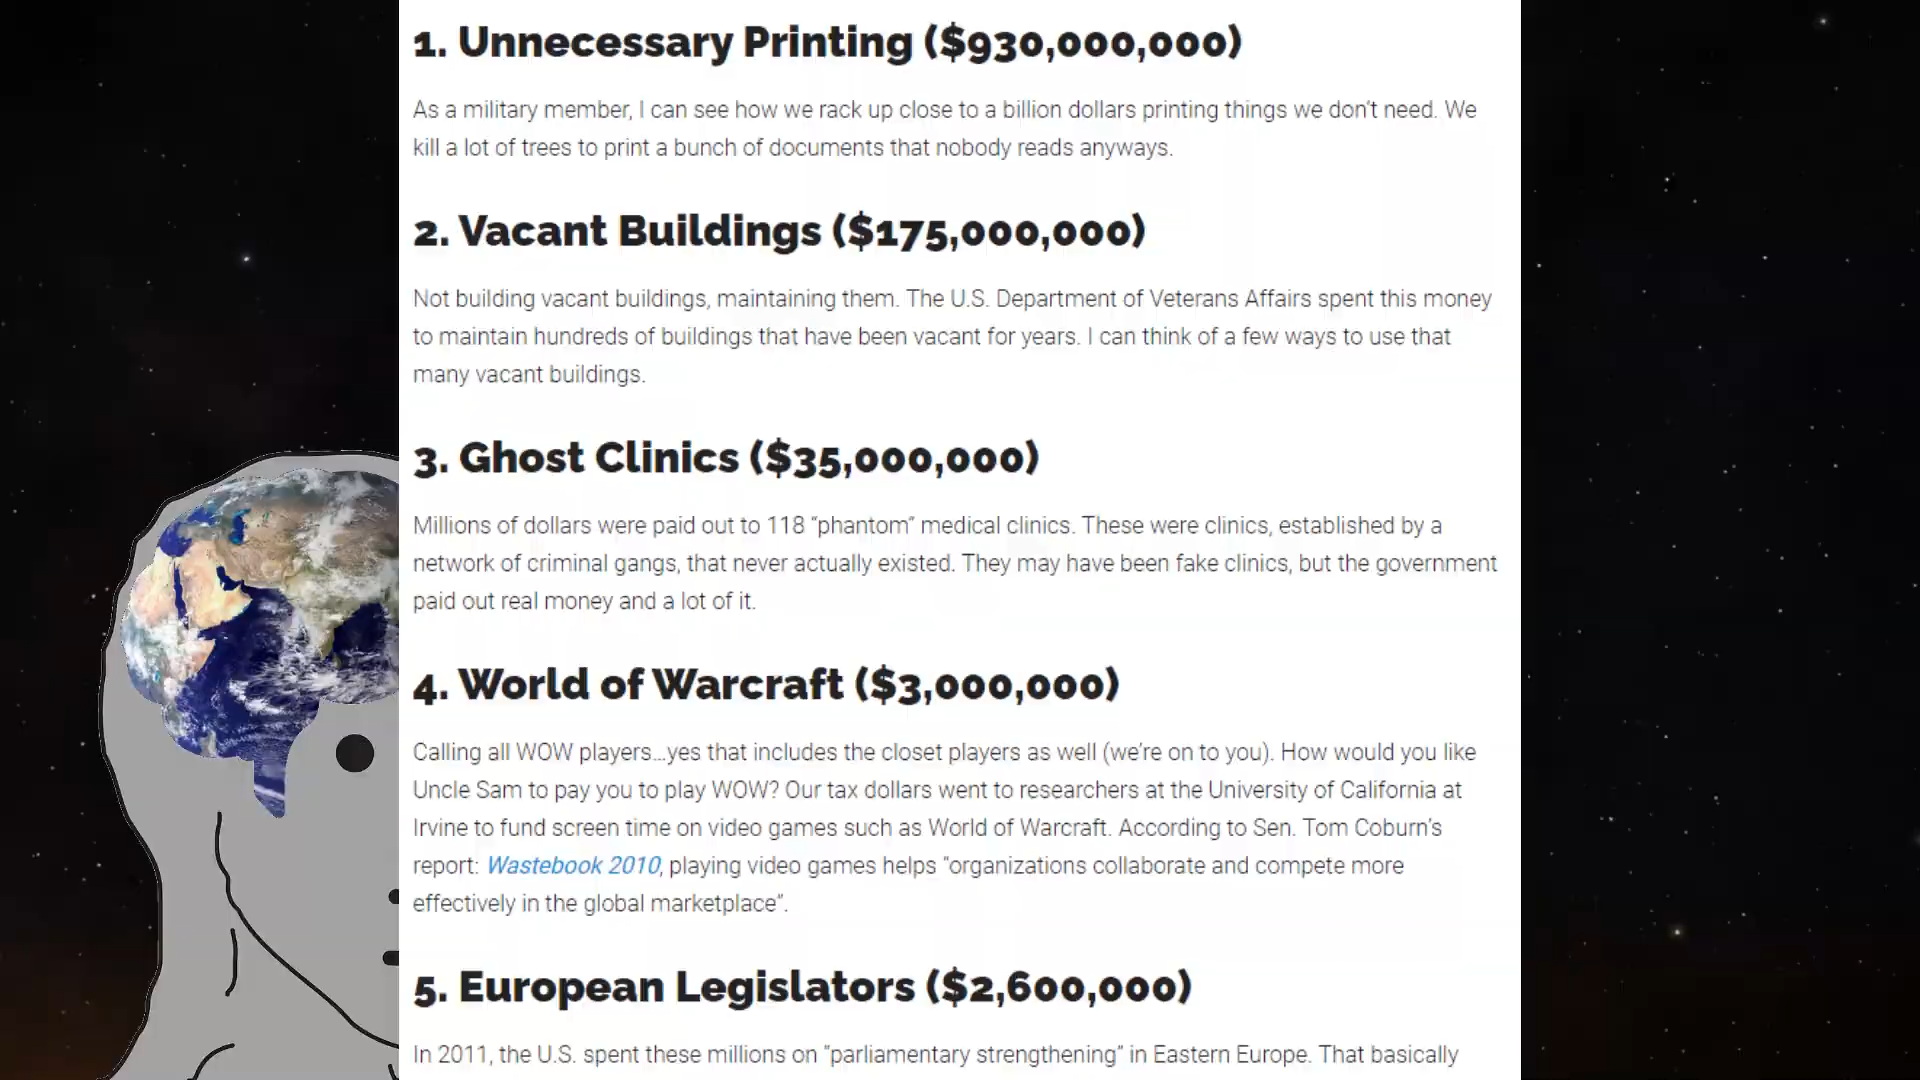 1. Unnecessary Printing ($930,000,000)
As a military member, I can see how we rack up close to a billion dollars printing things we don't need. We
kill a lot of trees to print a bunch of documents that nobody reads anyways.
2. Vacant Buildings ($175,000,000)
Not building vacant buildings, maintaining them. The U.S. Department of Veterans Affairs spent this money
to maintain hundreds of buildings that have been vacant for years. I can think of a few ways to use that
many vacant buildings.
3. Ghost Clinics ($35,000,000)
Millions of dollars were paid out to 118 "phantom" medical clinics. These were clinics, established by a
network of criminal gangs, that never actually existed. They may have been fake clinics, but the government
paid out real money and a lot of it.
4. World of Warcraft ($3,000,000)
Calling all WOW players…yes that includes the closet players as well (we're on to you). How would you like
Uncle Sam to pay you to play WOW? Our tax dollars went to researchers at the University of California at
Irvine to fund screen time on video games such as World of Warcraft. According to Sen. Tom Coburn's
report: Wastebook 2010, playing video games helps "organizations collaborate and compete more
effectively in the global marketplace".
5. European Legislators ($2,600,000)
In 2011, the U.S. spent these millions on "parliamentary strengthening" in Eastern Europe. That basically